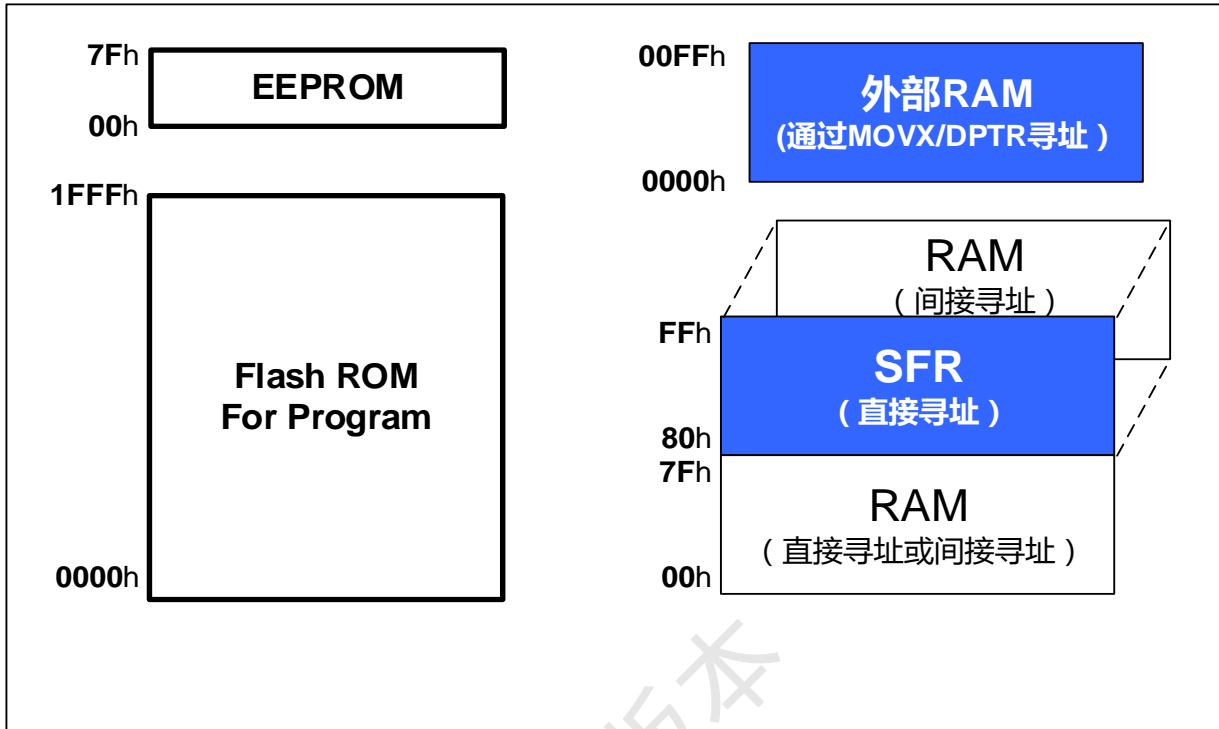 7Fh
EEPROM
00h
1FFFh
Flash ROM
For Program
0000h
00FFh
外部RAM
(通过MOVX/DPTR寻址）
0000h
RAM
（间接寻址）
FFh
SFR
（直接寻址）
80h
7Fh
RAM
（直接寻址或间接寻址）
00h
版本